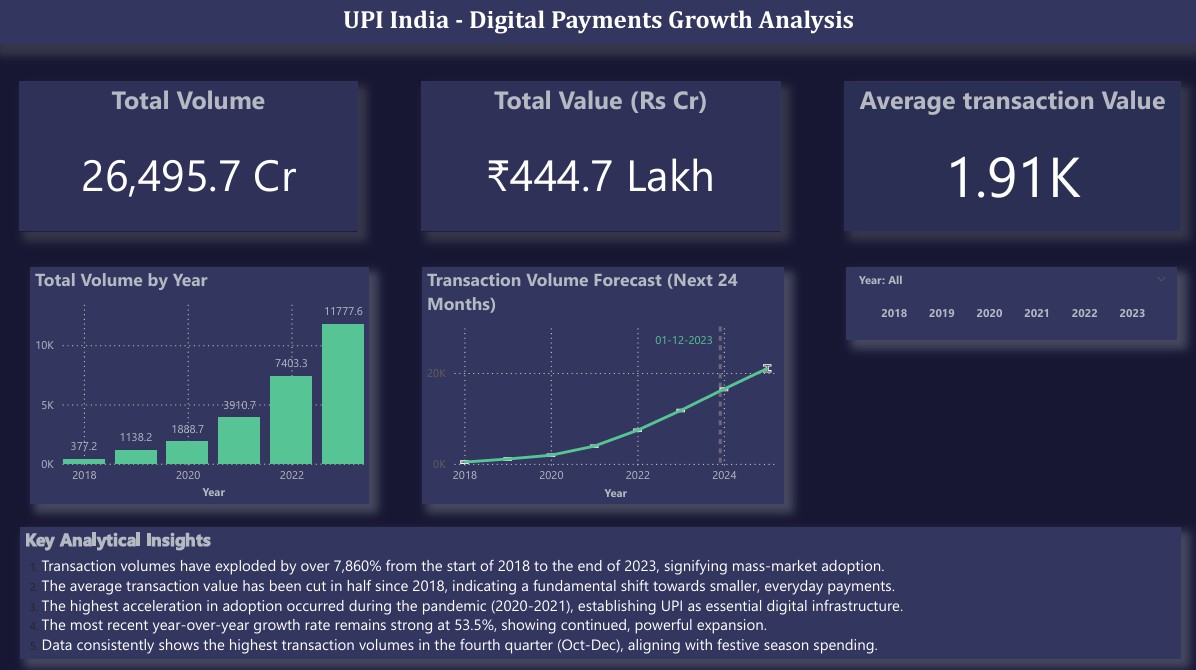 UPI India - Digital Payments Growth Analysis
Total Volume
26,495.7 Cr
Total Value (Rs Cr)
₹444.7 Lakh
Average transaction Value
1.91K
Total Volume by Year
11777.6
10K
7403.3
5K
3910.7
1888.7
1138.2
377.2
0K
2018
2020
2022
Year
Transaction Volume Forecast (Next 24
Months)
01-12-2023
20K
0K
2018
2020
2022
2024
Year
Year: All
2018 2019 2020 2021 2022 2023
Key Analytical Insights
1. Transaction volumes have exploded by over 7,860% from the start of 2018 to the end of 2023, signifying mass-market adoption.
2. The average transaction value has been cut in half since 2018, indicating a fundamental shift towards smaller, everyday payments.
3. The highest acceleration in adoption occurred during the pandemic (2020-2021), establishing UPI as essential digital infrastructure.
4. The most recent year-over-year growth rate remains strong at 53.5%, showing continued, powerful expansion.
5. Data consistently shows the highest transaction volumes in the fourth quarter (Oct-Dec), aligning with festive season spending.